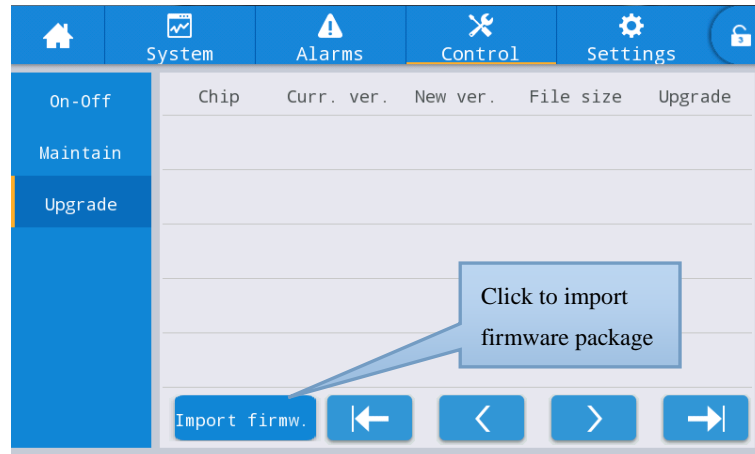 System Alarms Control Settings 3
On-Off
Chip Curr. ver. New ver. File size Upgrade
Maintain
Upgrade
Click to import
firmware package
Import firmw.